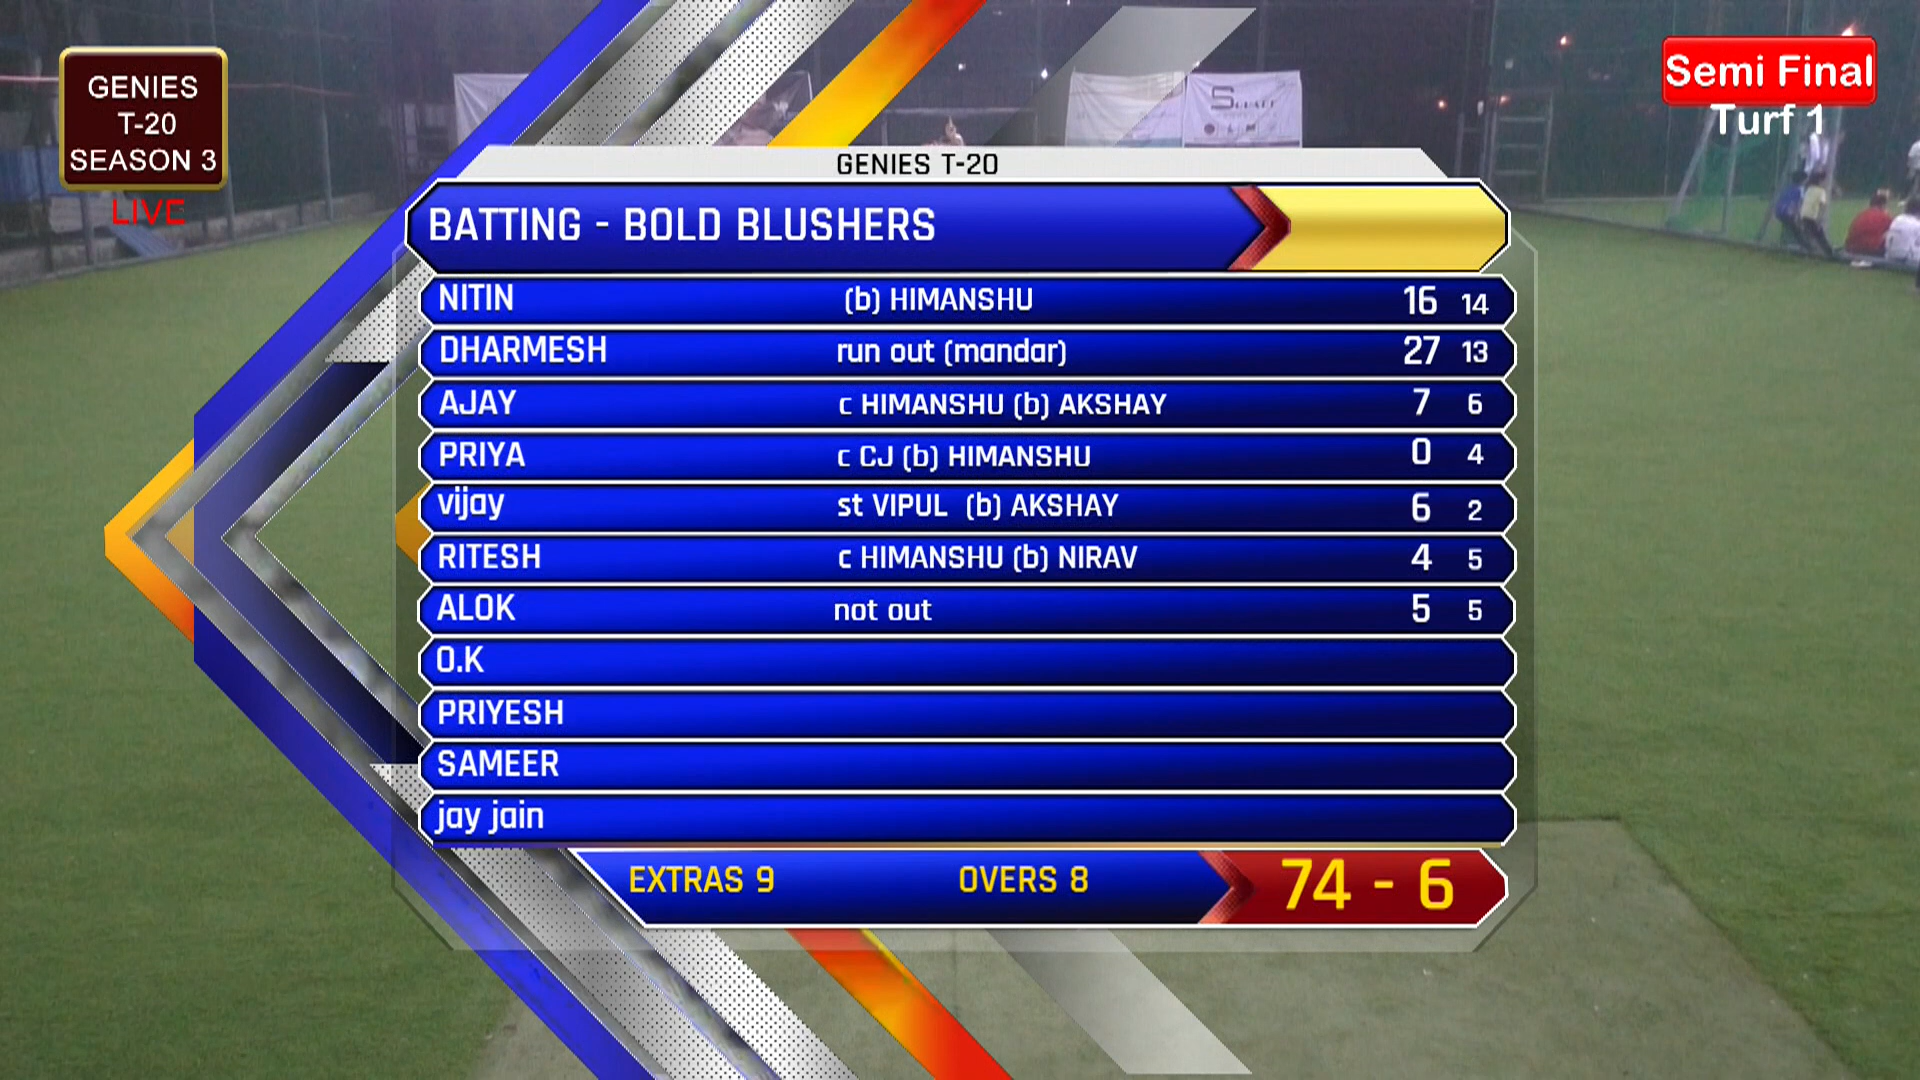 GENIES
T-20
SEASON 3
LIVE
Semi Final
Turf 1
GENIES T-20
BATTING - BOLD BLUSHERS
NITIN (b) HIMANSHU 16 14
DHARMESH run out (mandar) 27 13
AJAY c HIMANSHU (b) AKSHAY 7 6
PRIYA c CJ (b) HIMANSHU 0 4
vijay st VIPUL (b) AKSHAY 6 2
RITESH c HIMANSHU (b) NIRAV 4 5
ALOK not out 5 5
O.K
PRIYESH
SAMEER
jay jain
EXTRAS 9 OVERS 8 74 - 6